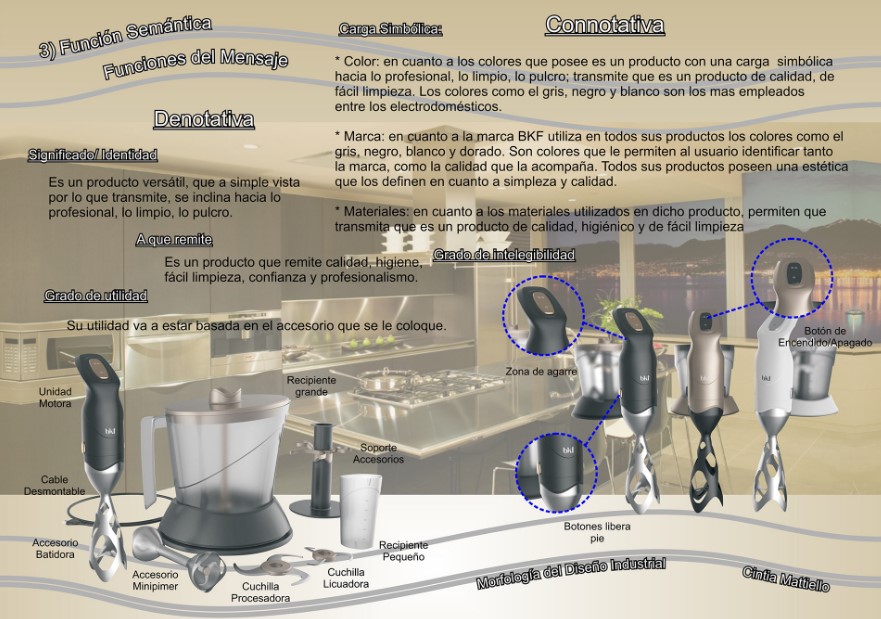 3) Función Semántica
Funciones del Mensaje
Denotativa
Significado/ Identidad
Es un producto versátil, que a simple vista
por lo que transmite, se inclina hacia lo
profesional, lo limpio, lo pulcro.
A que remite
Es un producto que remite calidad, higiene,
fácil limpieza, confianza y profesionalismo.
Grado de utilidad
Su utilidad va a estar basada en el accesorio que se le coloque.
Unidad
Motora
Cable
Desmontable
Accesorio
Batidora
Accesorio
Minipimer
Recipiente
grande
Soporte
Accesorios
Recipiente
Pequeño
Cuchilla
Procesadora
Cuchilla
Licuadora
bkf
Connotativa
Carga Simbólica:
* Color: en cuanto a los colores que posee es un producto con una carga simbólica
hacia lo profesional, lo limpio, lo pulcro; transmite que es un producto de calidad, de
fácil limpieza. Los colores como el gris, negro y blanco son los mas empleados
entre los electrodomésticos.
* Marca: en cuanto a la marca BKF utiliza en todos sus productos los colores como el
gris, negro, blanco y dorado. Son colores que le permiten al usuario identificar tanto
la marca, como la calidad que la acompaña. Todos sus productos poseen una estética
que los definen en cuanto a simpleza y calidad.
* Materiales: en cuanto a los materiales utilizados en dicho producto, permiten que
transmita que es un producto de calidad, higiénico y de fácil limpieza
Grado de intelegibilidad
Zona de agarre
Botón de
Encendido/Apagado
bkf
bkf
bkf
bkf
Botones libera
pie
Morfología del Diseño Industrial
Cintia Mattiello